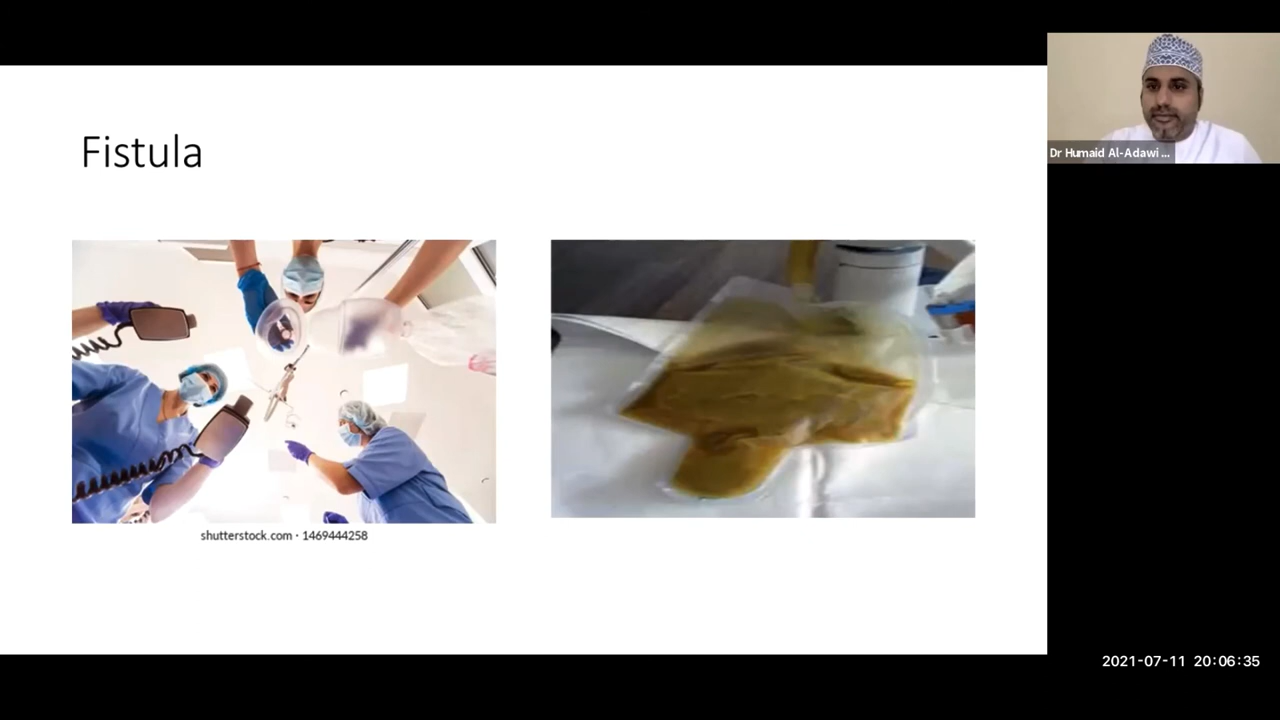 Fistula
shutterstock.com · 1469444258
Dr Humaid Al-Adawi ...
2021-07-11 20:06:35